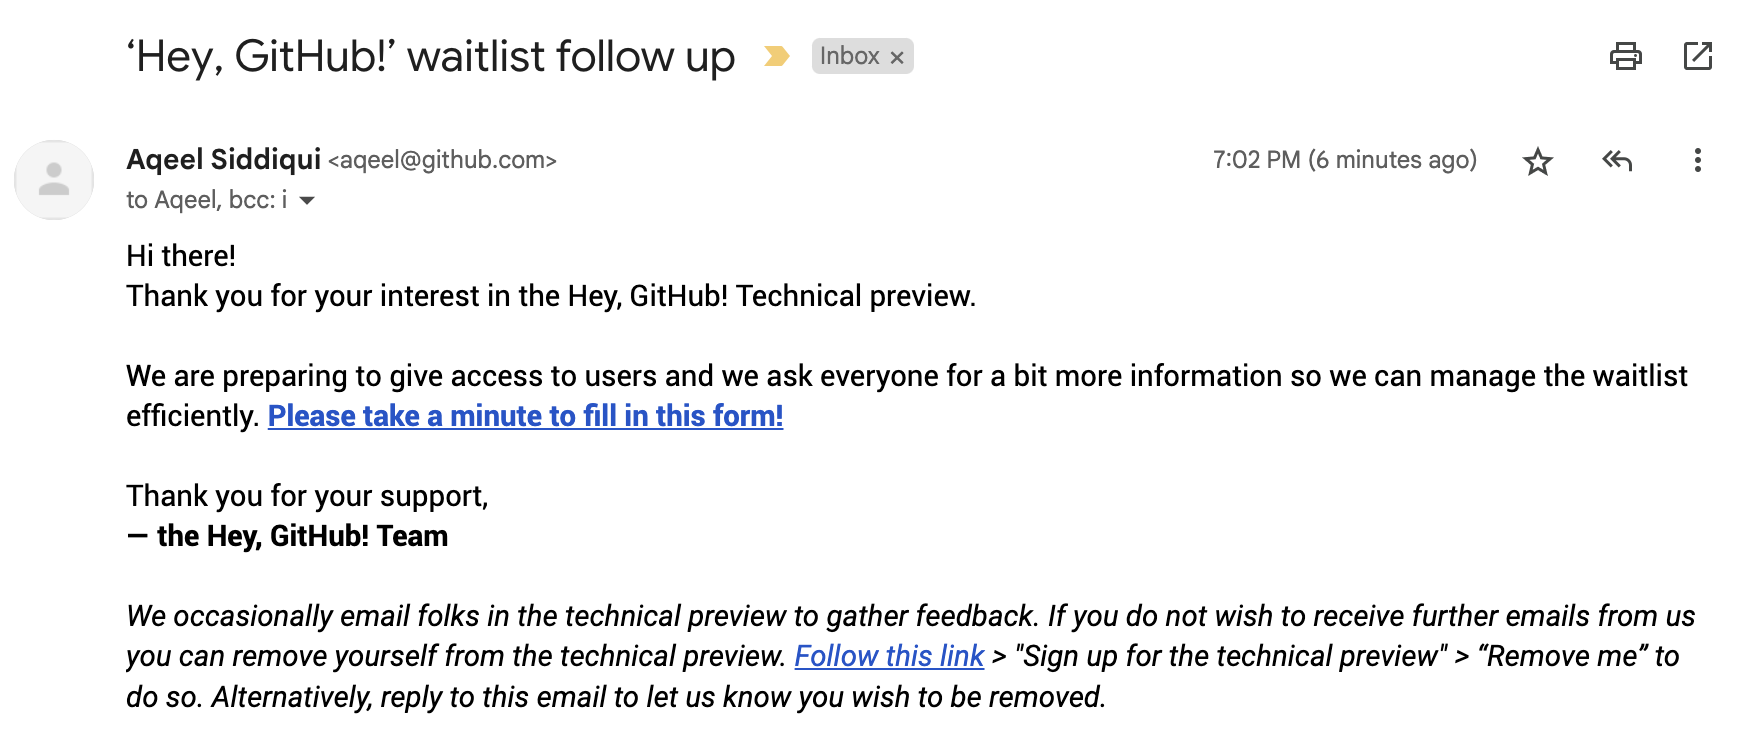 ‘Hey, GitHub!’ waitlist follow up
Inbox ×
Aqeel Siddiqui <aqeel@github.com>
7:02 PM (6 minutes ago)
to Aqeel, bcc: i
Hi there!
Thank you for your interest in the Hey, GitHub! Technical preview.
We are preparing to give access to users and we ask everyone for a bit more information so we can manage the waitlist
efficiently. Please take a minute to fill in this form!
Thank you for your support,
— the Hey, GitHub! Team
We occasionally email folks in the technical preview to gather feedback. If you do not wish to receive further emails from us
you can remove yourself from the technical preview. Follow this link > "Sign up for the technical preview" > “Remove me” to
do so. Alternatively, reply to this email to let us know you wish to be removed.